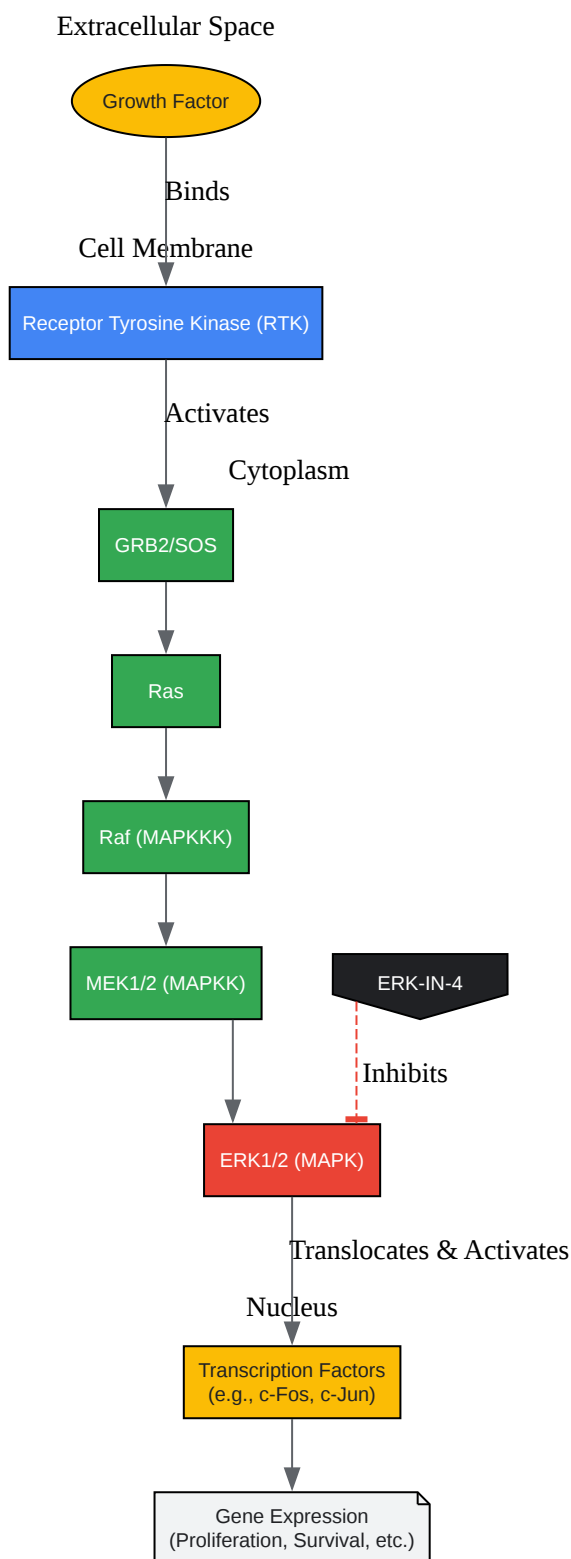 Extracellular Space
Growth Factor
Binds
Cell Membrane
Receptor Tyrosine Kinase (RTK)
Activates
Cytoplasm
GRB2/SOS
Ras
Raf (MAPKKK)
MEK1/2 (MAPKK)
ERK-IN-4
Inhibits
ERK1/2 (MAPK)
Translocates & Activates
Nucleus
Transcription Factors
(e.g., c-Fos, c-Jun)
Gene Expression
(Proliferation, Survival, etc.)